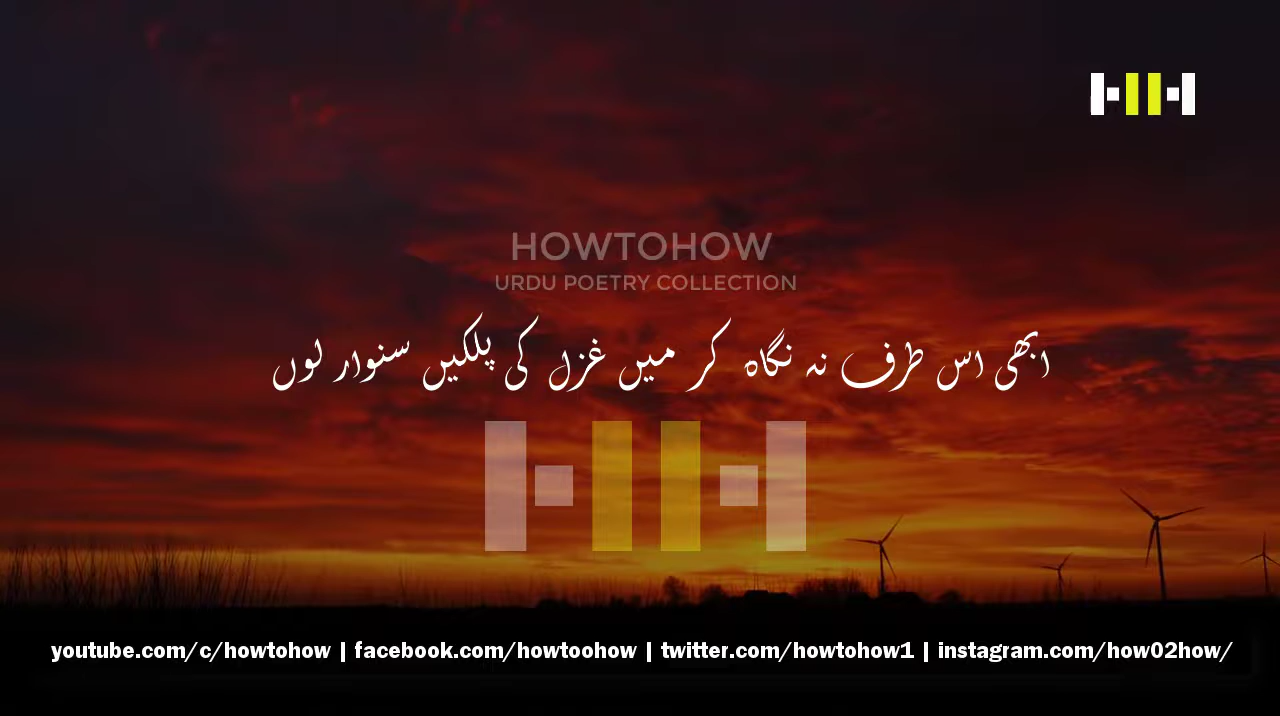 HOWTOHOW
URDU POETRY COLLECTION
ابھی اس طرف نہ نگاہ کر میں غزل کی پلکیں سنوار لوں
youtube.com/c/howtohow | facebook.com/howtoohow | twitter.com/howtohow1 | instagram.com/how02how/